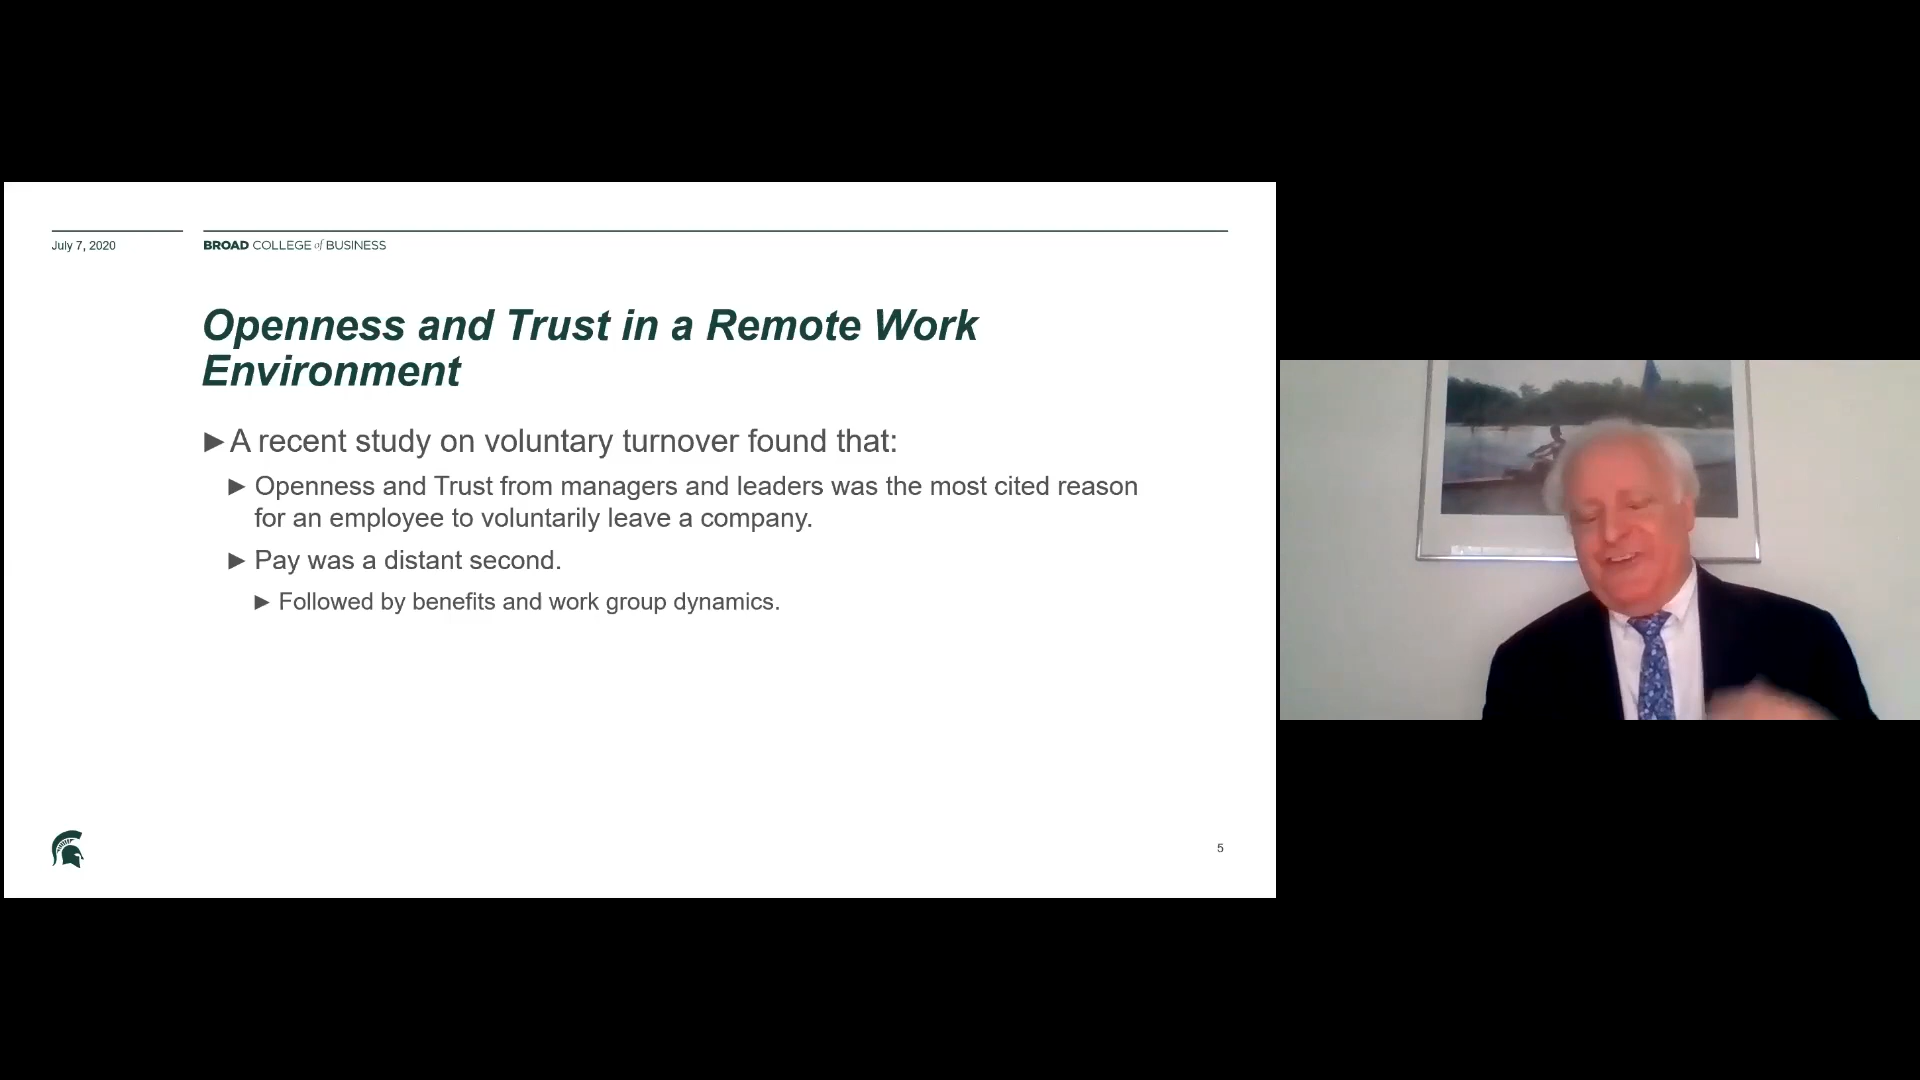 July 7, 2020
BROAD COLLEGE of BUSINESS
Openness and Trust in a Remote Work
Environment
►A recent study on voluntary turnover found that:
► Openness and Trust from managers and leaders was the most cited reason
for an employee to voluntarily leave a company.
► Pay was a distant second.
► Followed by benefits and work group dynamics.
5